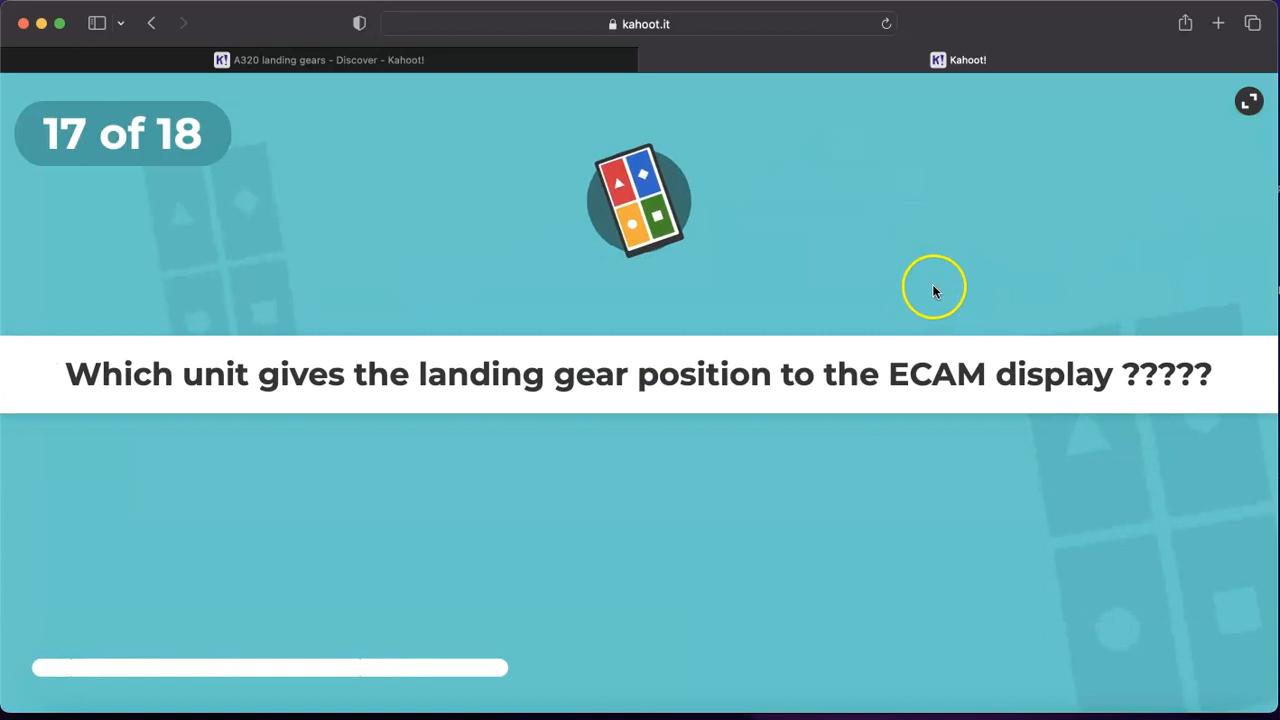 kahoot.it
K! A320 landing gears - Discover - Kahoot!
K! Kahoot!
17 of 18
Which unit gives the landing gear position to the ECAM display ?????